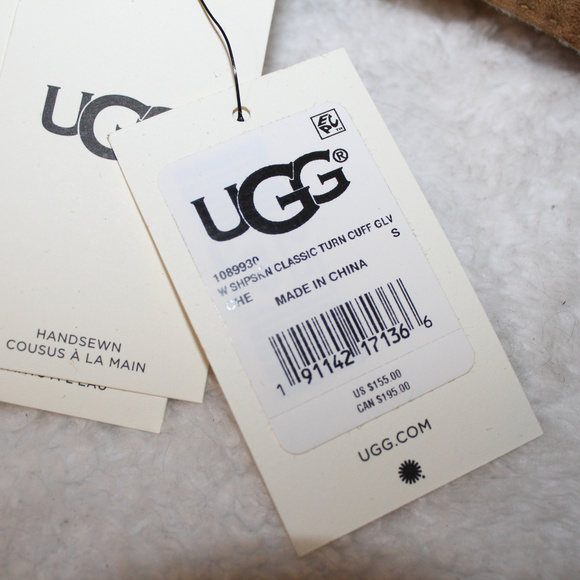 UGG
HANDSEWN
COUSUS À LA MAIN
EPC™
UGG®
1089930
W SHPSKN CLASSIC TURN CUFF GLV
CHE
S
MADE IN CHINA
1 91142 17136 6
US $155.00
CAN $195.00
UGG.COM